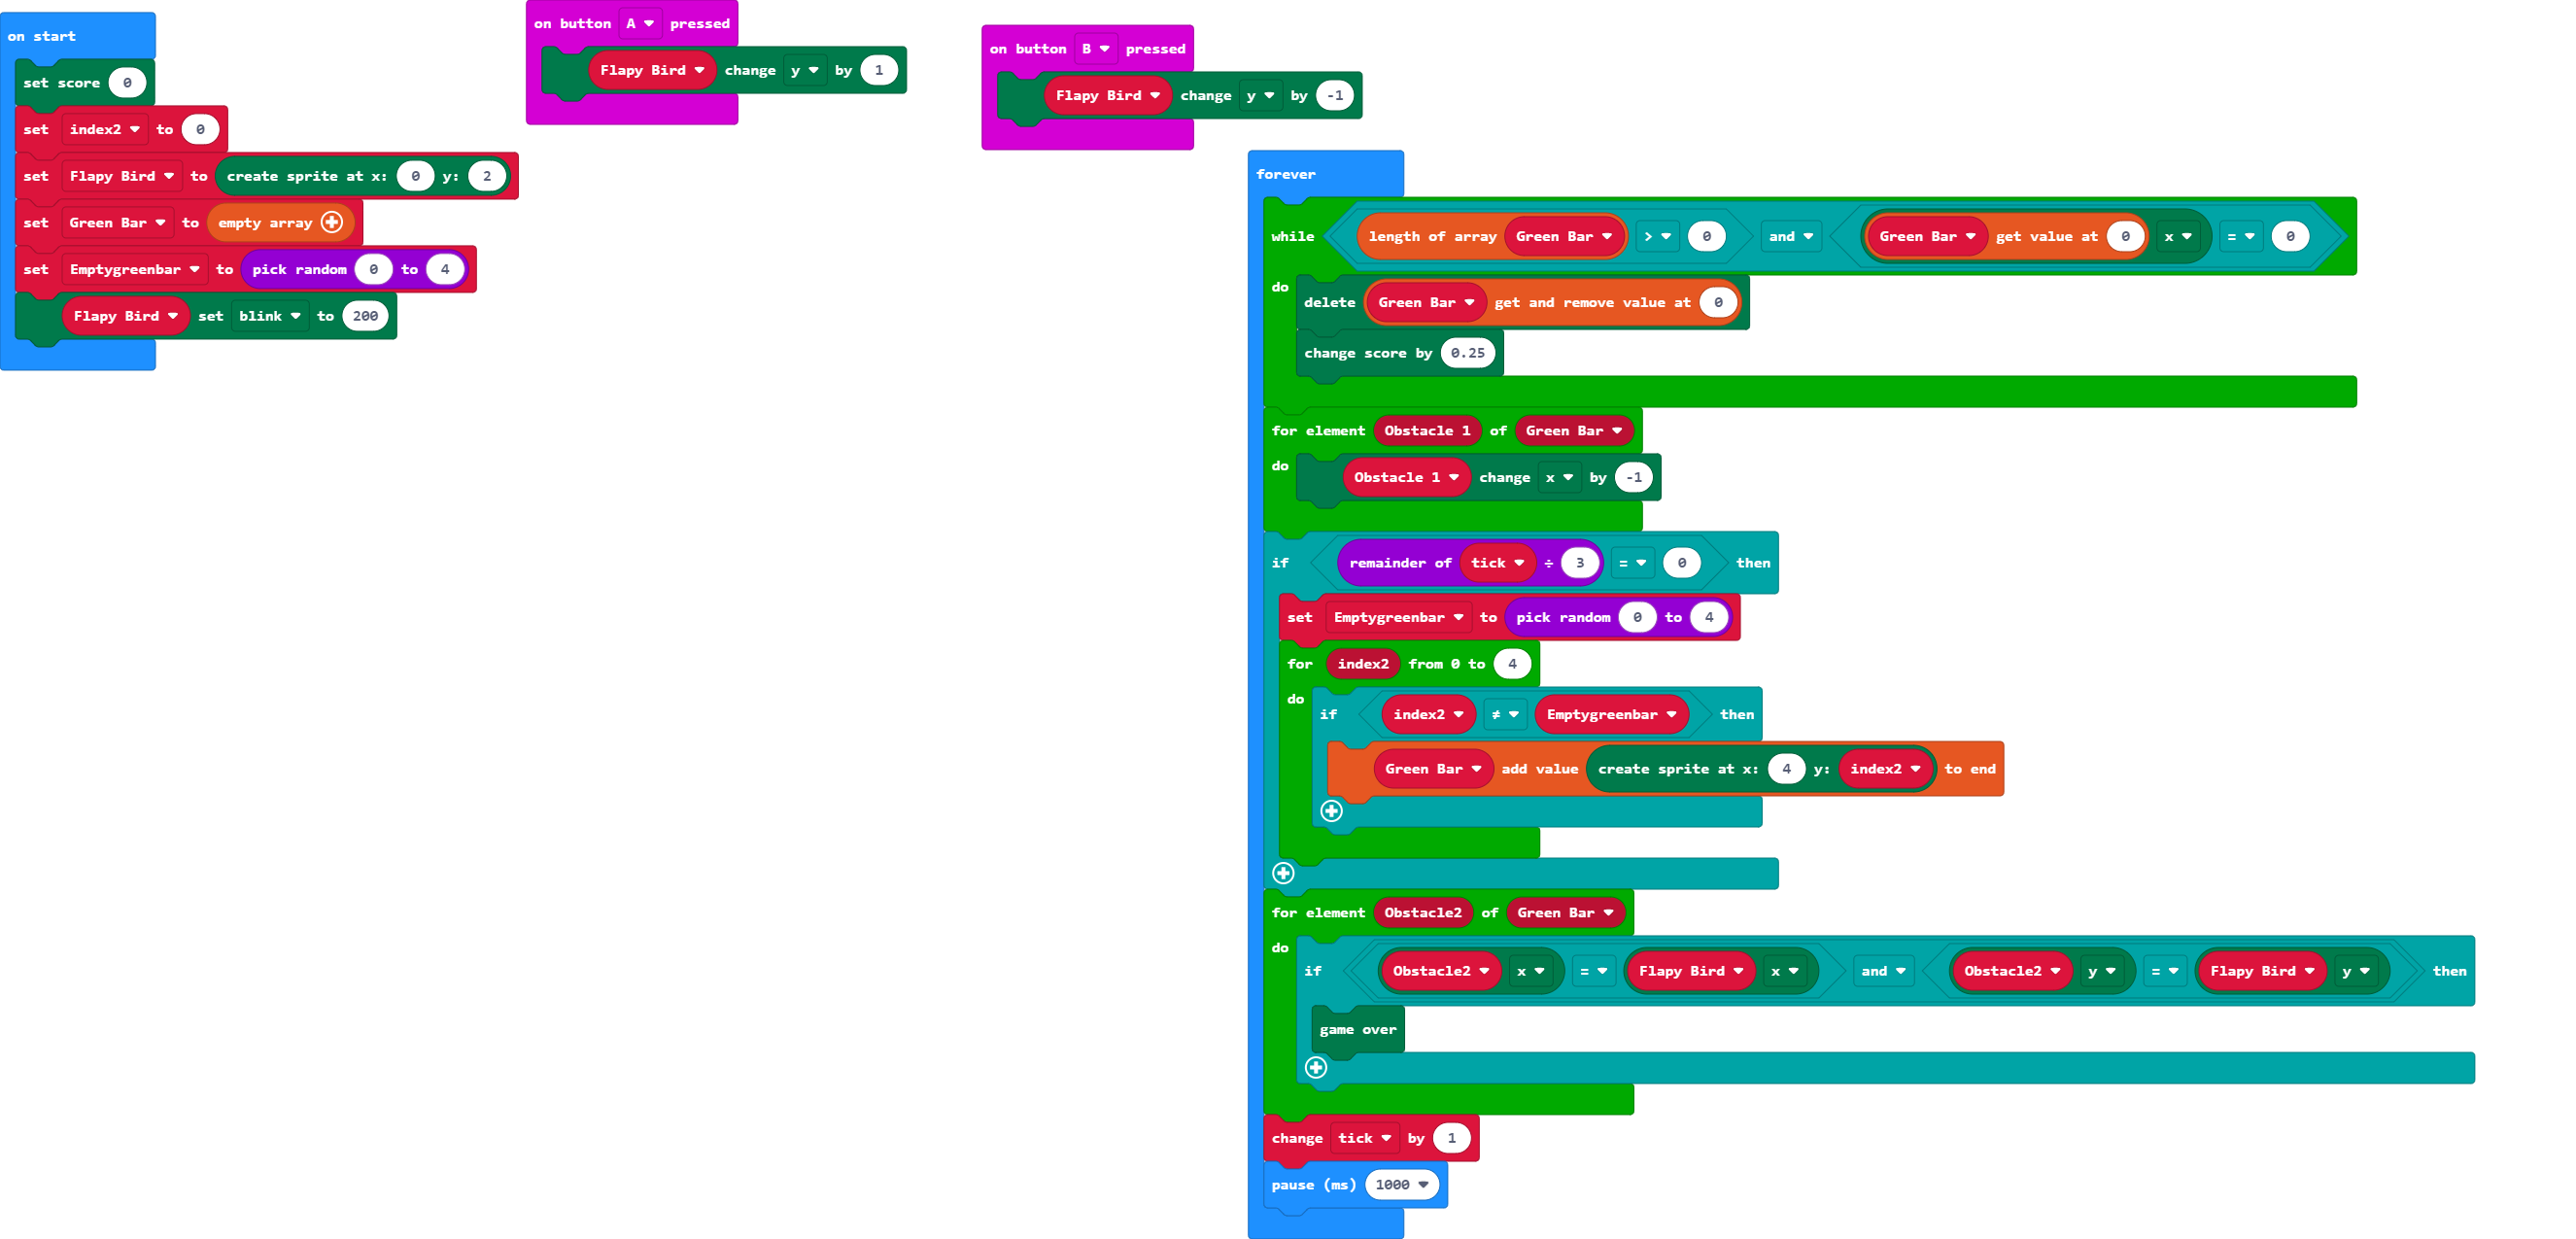 on start
set score 0
set index2 to 0
set Flapy Bird to create sprite at x: 0 y: 2
set Green Bar to empty array
set Emptygreenbar to pick random 0 to 4
Flapy Bird set blink to 200
on button A pressed
Flapy Bird change y by 1
on button B pressed
Flapy Bird change y by -1
forever
while length of array Green Bar > 0 and Green Bar get value at 0 x = 0
do
delete Green Bar get and remove value at 0
change score by 0.25
for element Obstacle 1 of Green Bar
do
Obstacle 1 change x by -1
if remainder of tick ÷ 3 = 0 then
set Emptygreenbar to pick random 0 to 4
for index2 from 0 to 4
do
if index2 ≠ Emptygreenbar then
Green Bar add value create sprite at x: 4 y: index2 to end
for element Obstacle2 of Green Bar
do
if Obstacle2 x = Flapy Bird x and Obstacle2 y = Flapy Bird y then
game over
change tick by 1
pause (ms) 1000